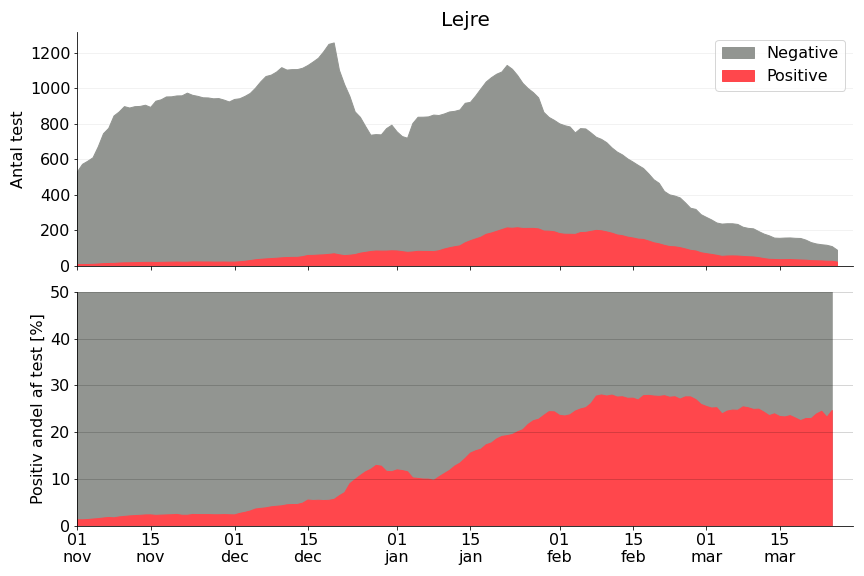 Lejre
Antal test
1200
1000
800
600
400
200
0
Negative
Positive
Positiv andel af test [%]
50
40
30
20
10
0
01 15 01 15 01 15 01 15 01 15
nov nov dec dec jan jan feb feb mar mar